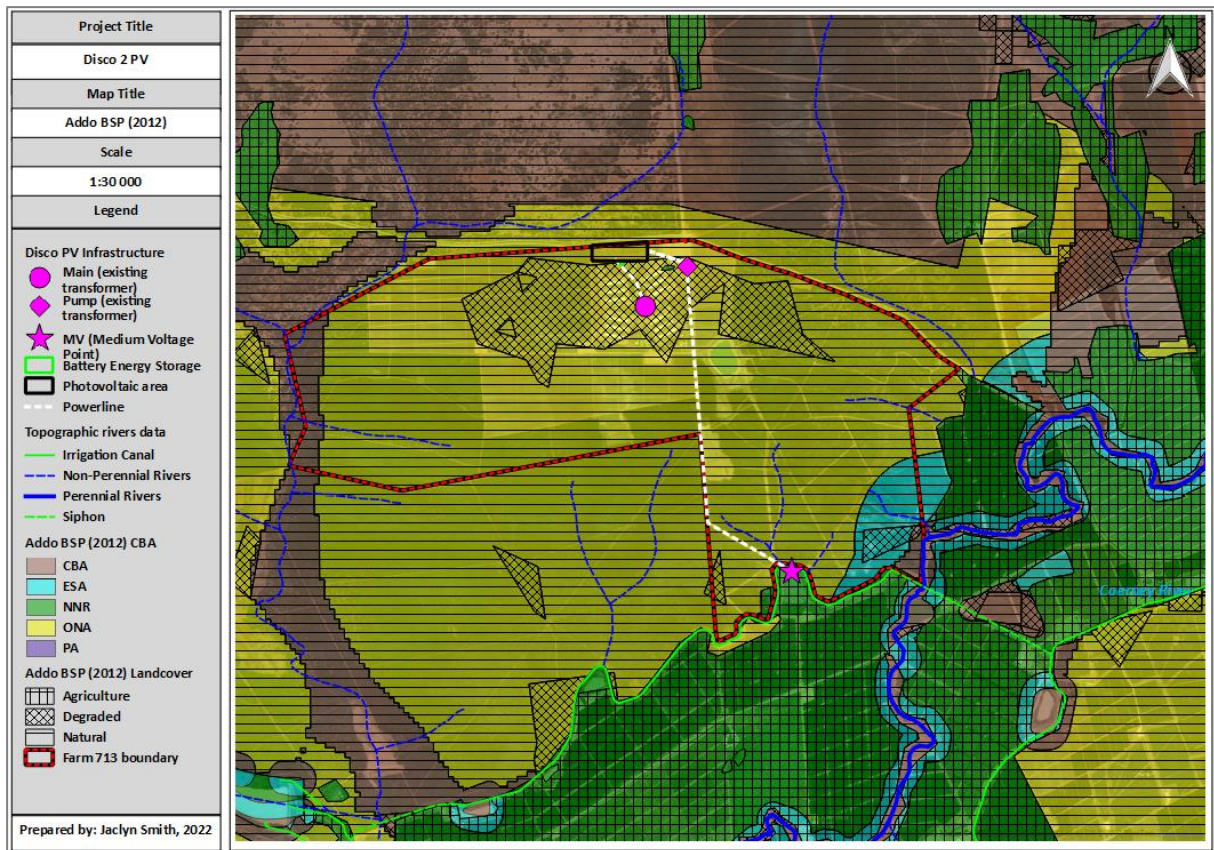 Project Title
Disco 2 PV
Map Title
Addo BSP (2012)
Scale
1:30 000
Legend
Disco PV Infrastructure
Main (existing
transformer)
Pump (existing
transformer)
MV (Medium Voltage
Point)
Battery Energy Storage
Photovoltaic area
Powerline
Topographic rivers data
Irrigation Canal
Non-Perennial Rivers
Perennial Rivers
Siphon
Addo BSP (2012) CBA
CBA
ESA
NNR
ONA
PA
Addo BSP (2012) Landcover
Agriculture
Degraded
Natural
Farm 713 boundary
Prepared by: Jaclyn Smith, 2022
N